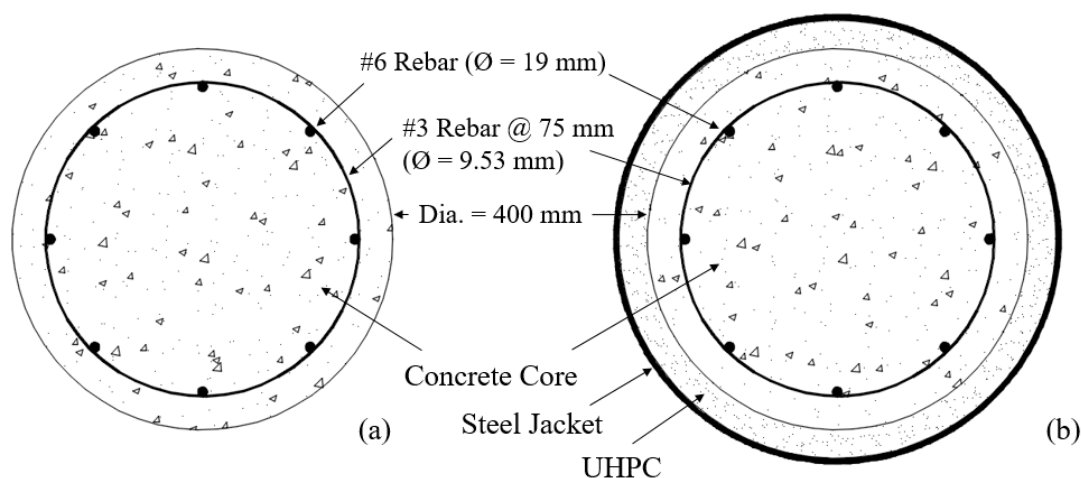 #6 Rebar (Ø = 19 mm)
#3 Rebar @ 75 mm
(Ø = 9.53 mm)
Dia. = 400 mm
Concrete Core
Steel Jacket
UHPC
(a)
(b)